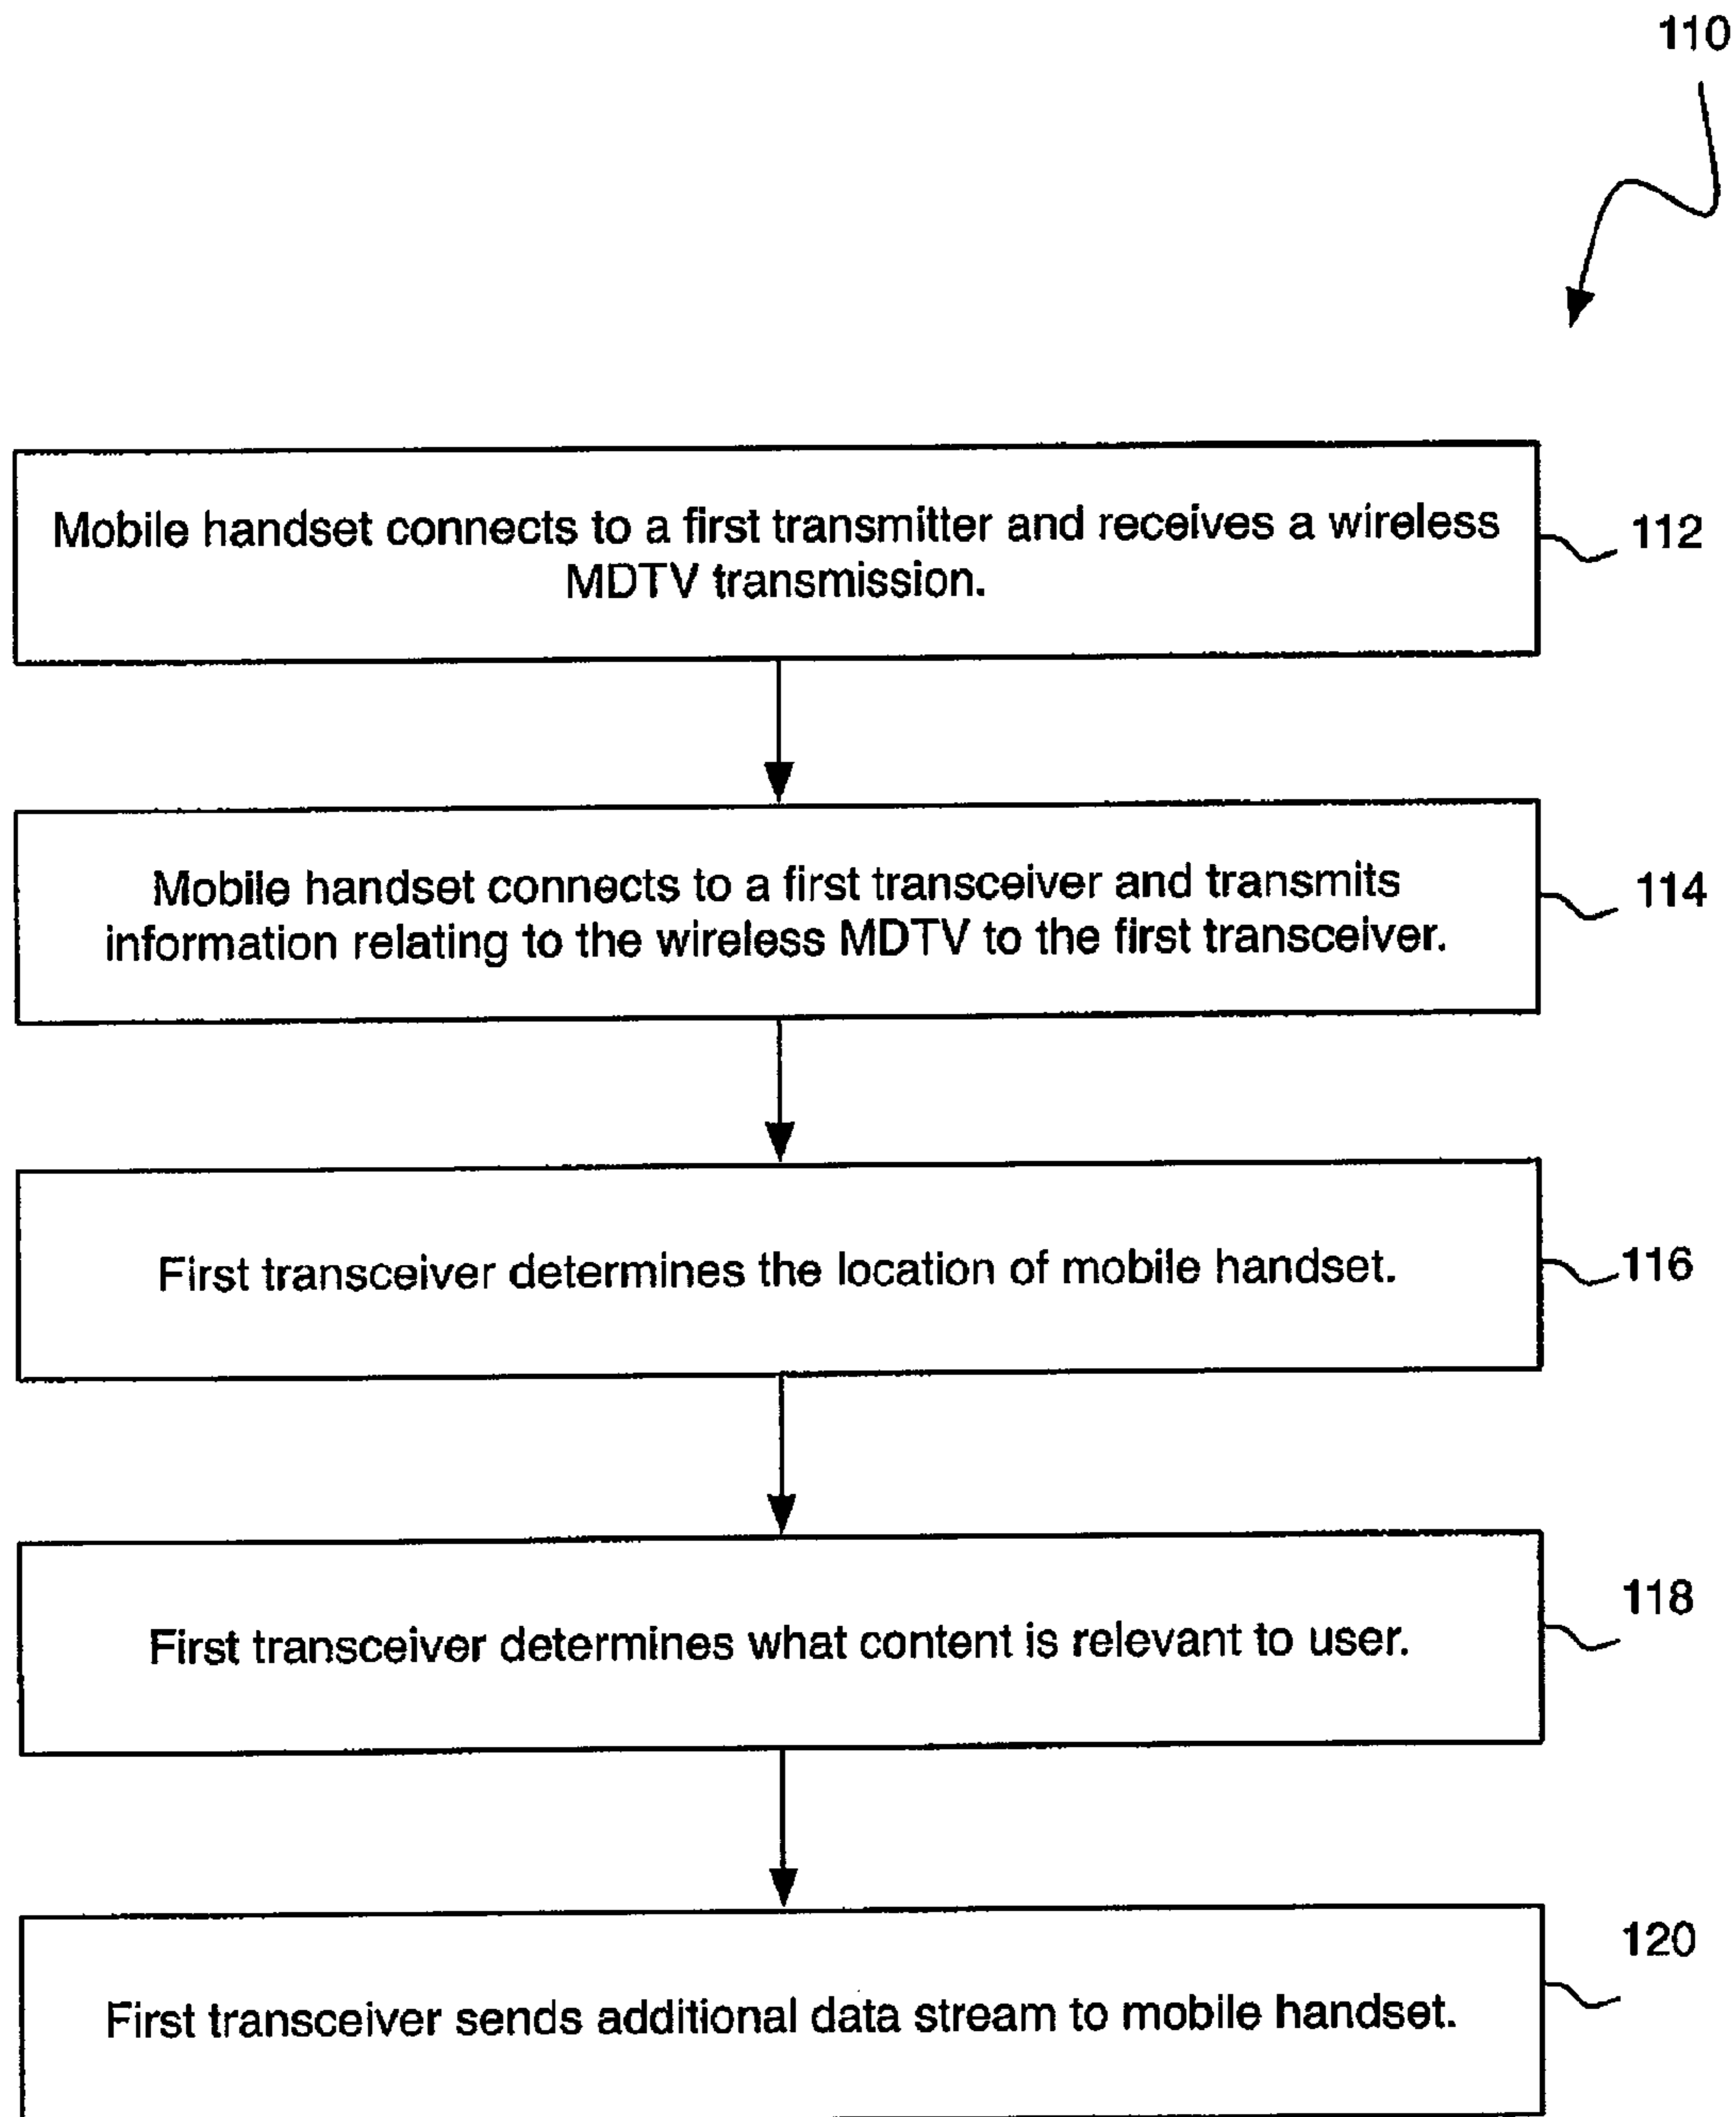 110
Mobile handset connects to a first transmitter and receives a wireless
MDTV transmission.
112
Mobile handset connects to a first transceiver and transmits
information relating to the wireless MDTV to the first transceiver.
114
First transceiver determines the location of mobile handset.
116
First transceiver determines what content is relevant to user.
118
First transceiver sends additional data stream to mobile handset.
120